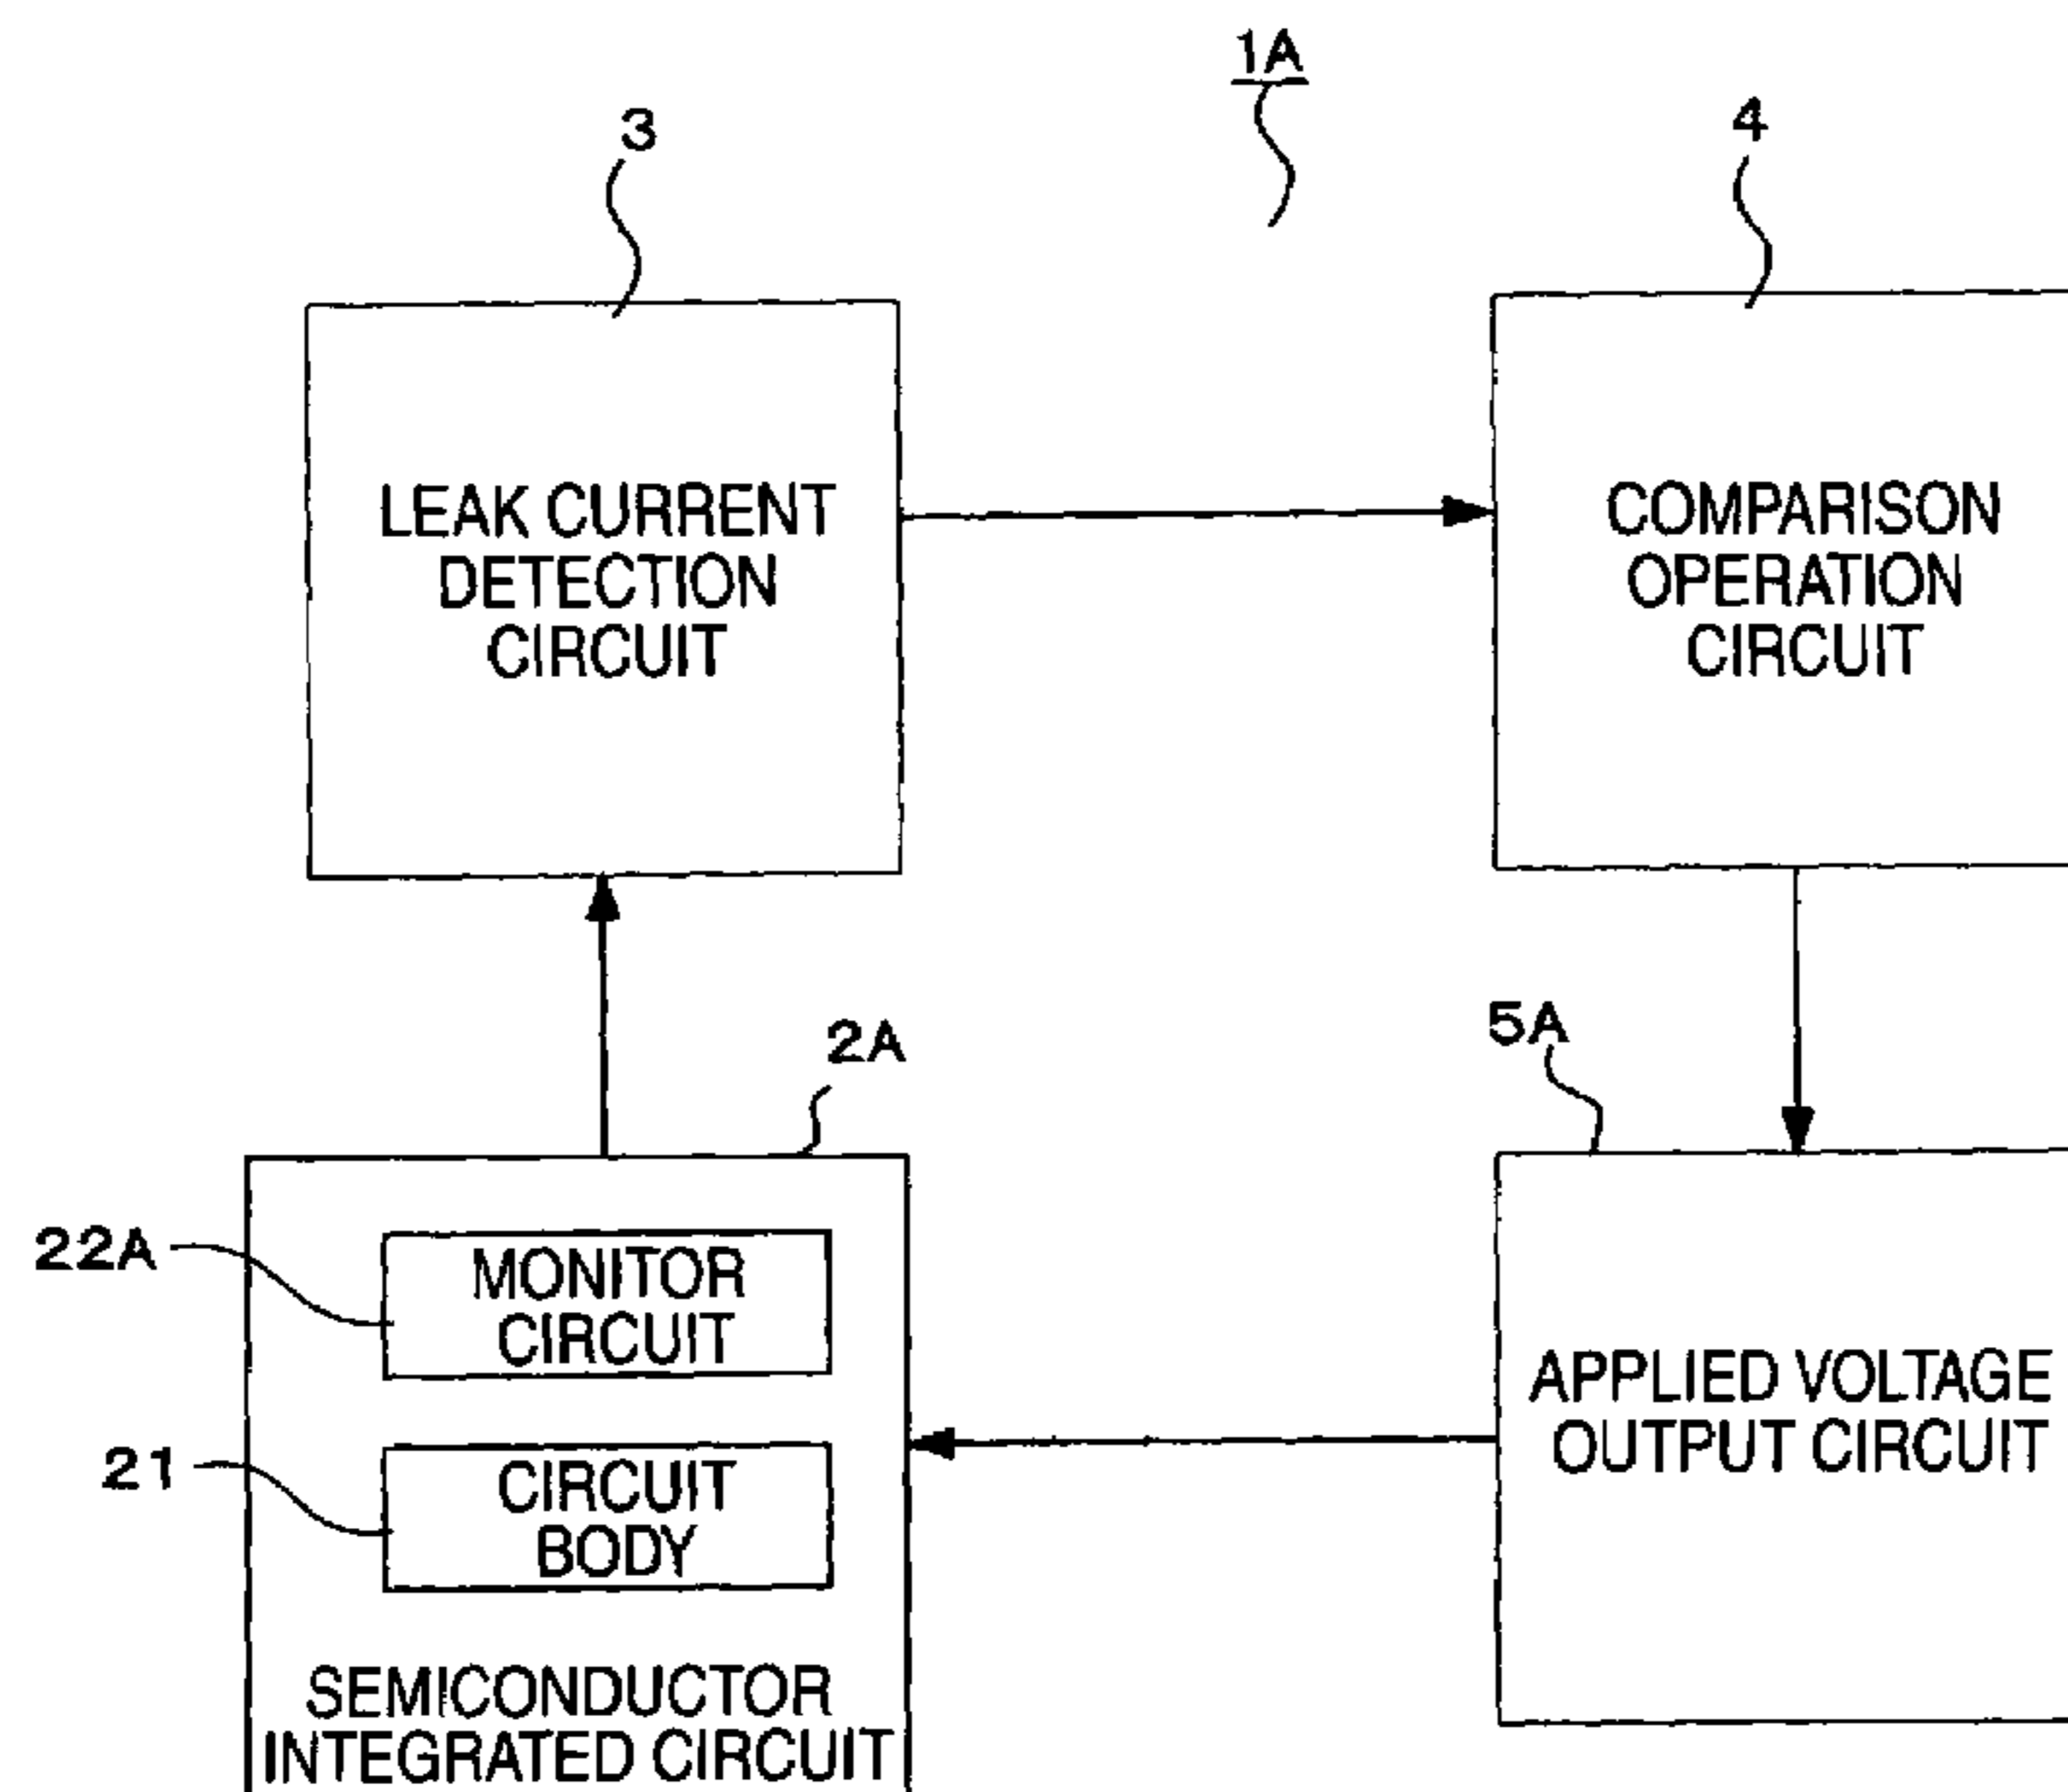 1A
3
4
LEAK CURRENT
DETECTION
CIRCUIT
COMPARISON
OPERATION
CIRCUIT
2A
5A
22A
MONITOR
CIRCUIT
21
CIRCUIT
BODY
SEMICONDUCTOR
INTEGRATED CIRCUIT
APPLIED VOLTAGE
OUTPUT CIRCUIT